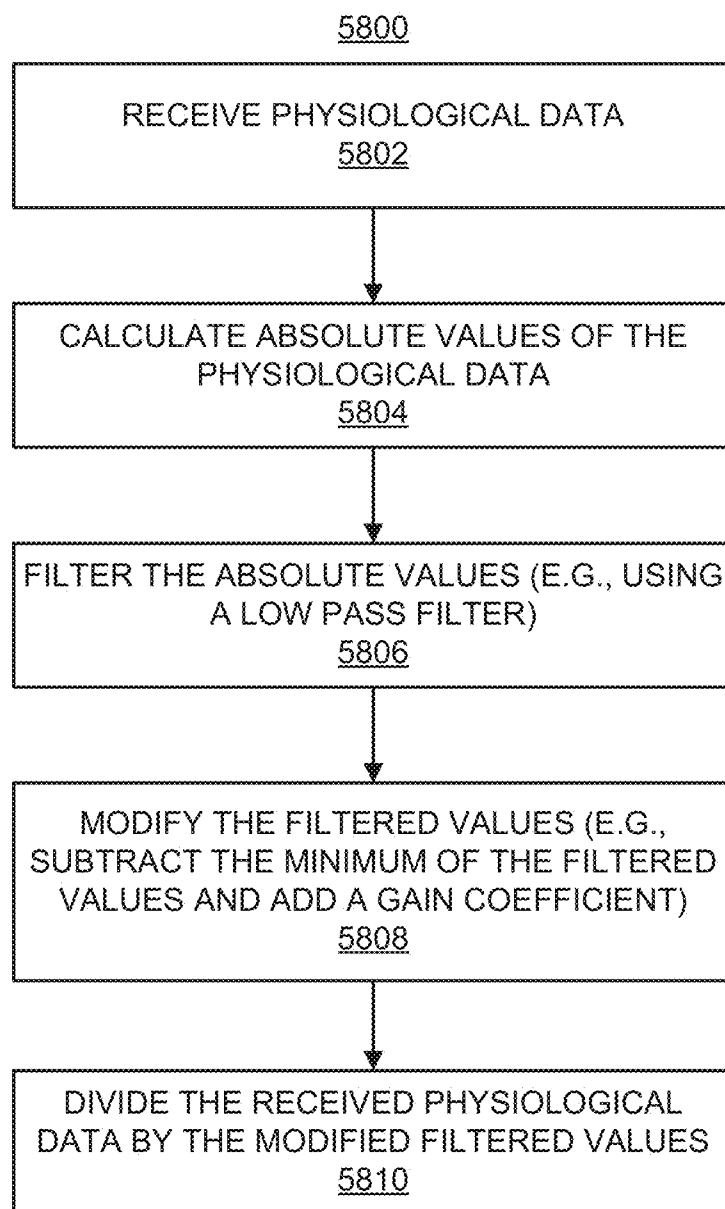 5800
RECEIVE PHYSIOLOGICAL DATA
5802
CALCULATE ABSOLUTE VALUES OF THE
PHYSIOLOGICAL DATA
5804
FILTER THE ABSOLUTE VALUES (E.G., USING
A LOW PASS FILTER)
5806
MODIFY THE FILTERED VALUES (E.G.,
SUBTRACT THE MINIMUM OF THE FILTERED
VALUES AND ADD A GAIN COEFFICIENT)
5808
DIVIDE THE RECEIVED PHYSIOLOGICAL
DATA BY THE MODIFIED FILTERED VALUES
5810